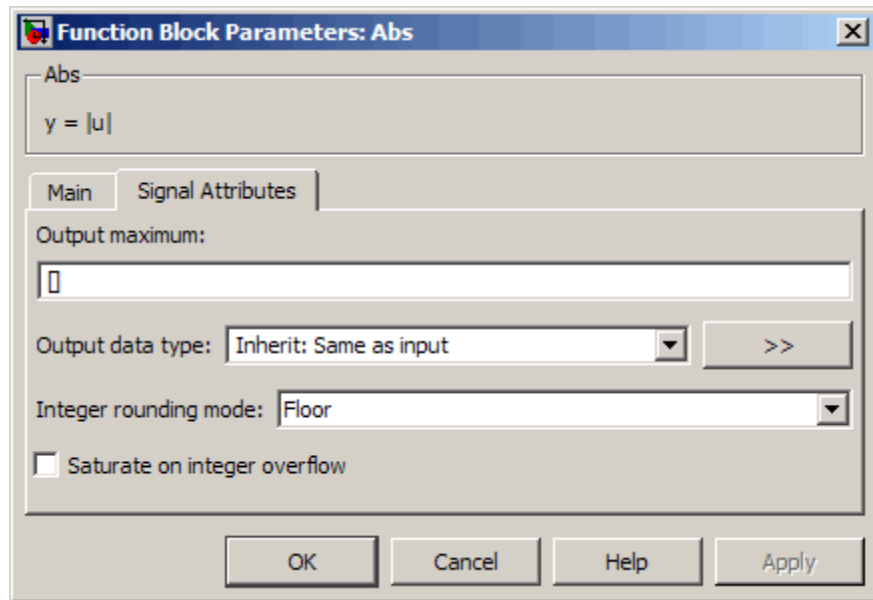 Function Block Parameters: Abs
Abs
y = |u|
Main
Signal Attributes
Output maximum:
[]
Output data type: Inherit: Same as input >>
Integer rounding mode: Floor
Saturate on integer overflow
OK Cancel Help Apply